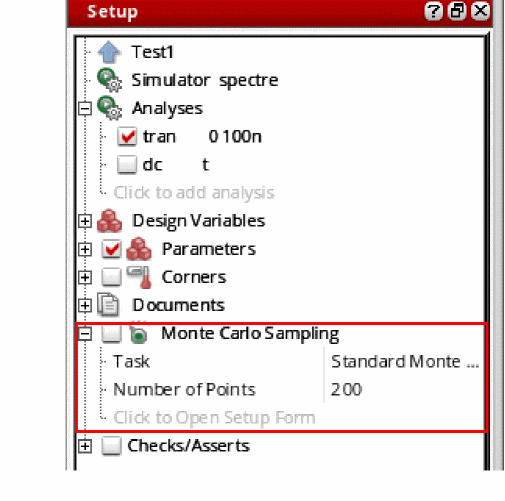 Setup
Test1
Simulator spectre
Analyses
tran 0 100n
dc t
Click to add analysis
Design Variables
Parameters
Corners
Documents
Monte Carlo Sampling
Task Standard Monte ...
Number of Points 200
Click to Open Setup Form
Checks/Asserts